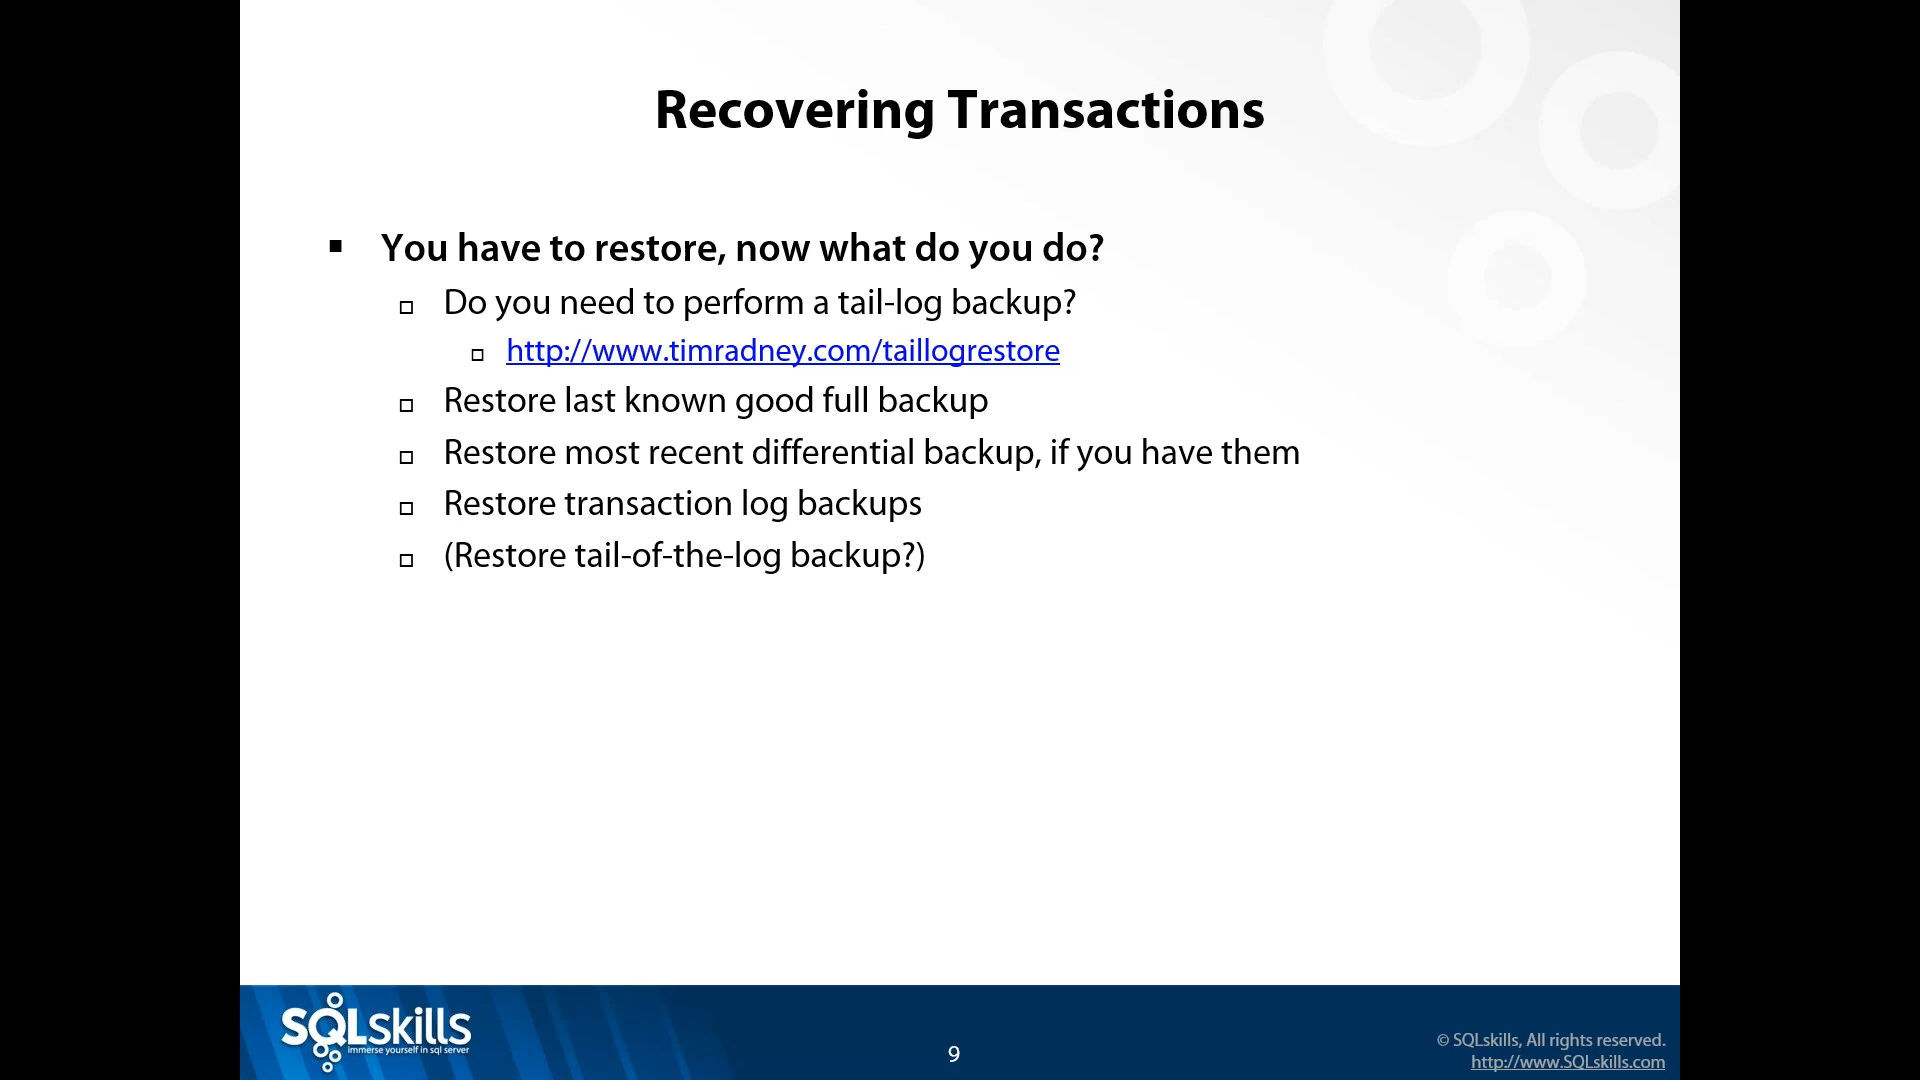 Recovering Transactions
You have to restore, now what do you do?
Do you need to perform a tail-log backup?
http://www.timradney.com/taillogrestore
Restore last known good full backup
Restore most recent differential backup, if you have them
Restore transaction log backups
(Restore tail-of-the-log backup?)
SQLskills
immerse yourself in sql server
9
© SQLskills, All rights reserved.
http://www.SQLskills.com